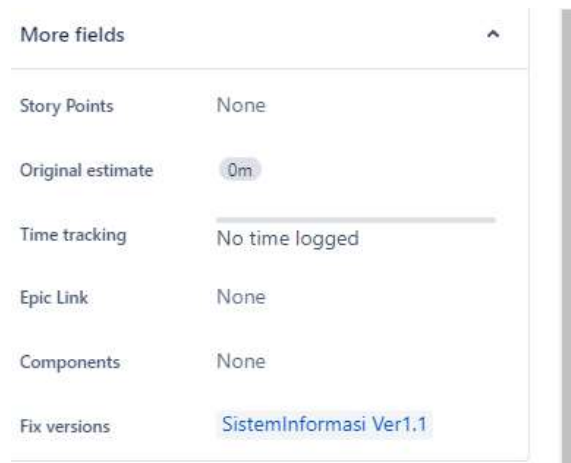 More fields
Story Points None
Original estimate 0m
Time tracking No time logged
Epic Link None
Components None
Fix versions SistemInformasi Ver1.1